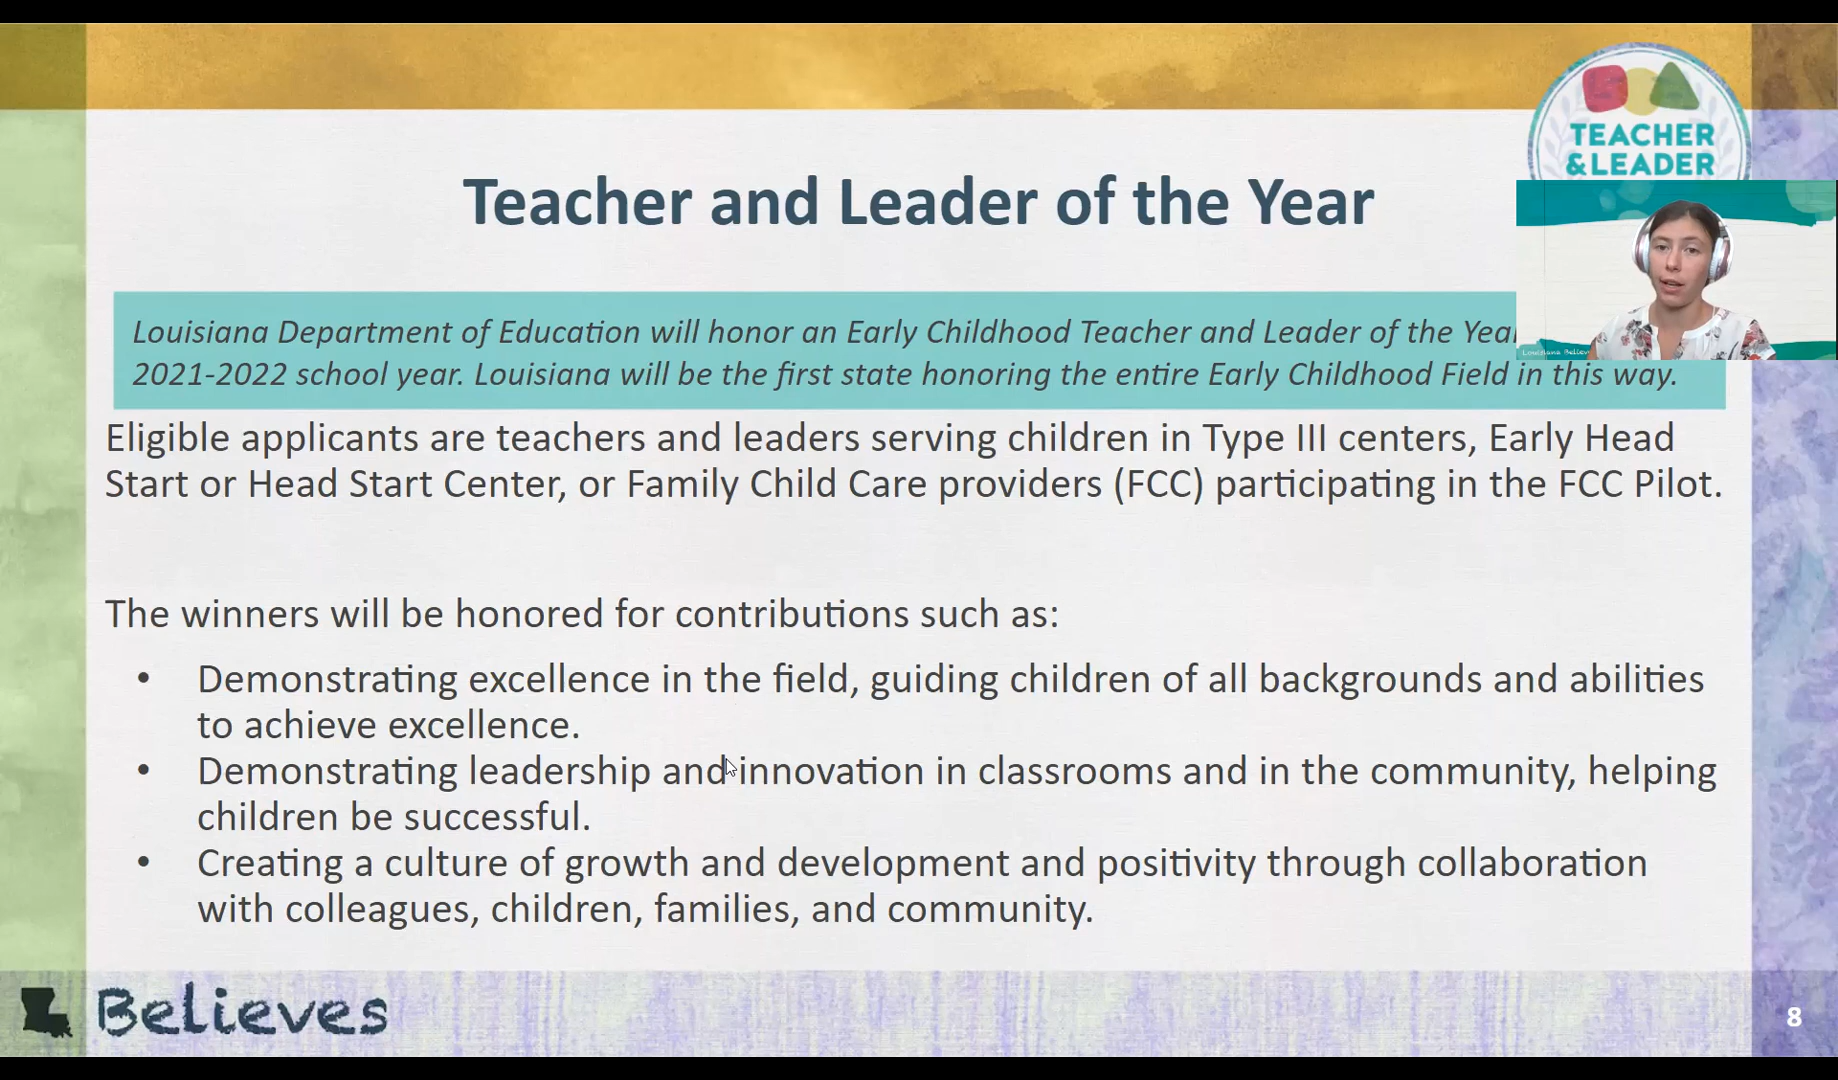 TEACHER
&LEADER
Teacher and Leader of the Year
Louisiana Department of Education will honor an Early Childhood Teacher and Leader of the Year
2021-2022 school year. Louisiana will be the first state honoring the entire Early Childhood Field in this way.
Louisiana Believes
Eligible applicants are teachers and leaders serving children in Type III centers, Early Head
Start or Head Start Center, or Family Child Care providers (FCC) participating in the FCC Pilot.
The winners will be honored for contributions such as:
• Demonstrating excellence in the field, guiding children of all backgrounds and abilities
to achieve excellence.
• Demonstrating leadership and innovation in classrooms and in the community, helping
children be successful.
• Creating a culture of growth and development and positivity through collaboration
with colleagues, children, families, and community.
Believes
8